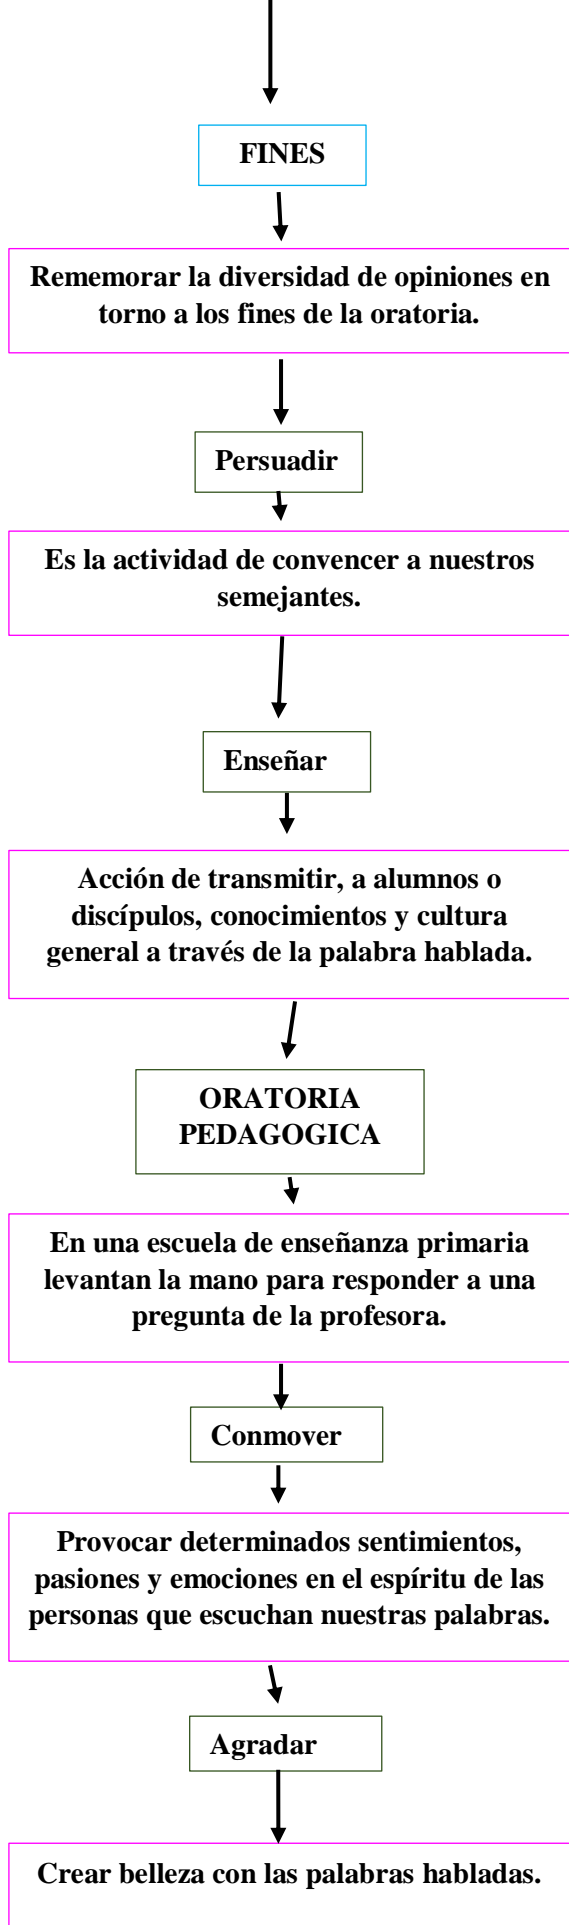 FINES
Rememorar la diversidad de opiniones en
torno a los fines de la oratoria.
Persuadir
Es la actividad de convencer a nuestros
semejantes.
Enseñar
Acción de transmitir, a alumnos o
discípulos, conocimientos y cultura
general a través de la palabra hablada.
ORATORIA
PEDAGOGICA
En una escuela de enseñanza primaria
levantan la mano para responder a una
pregunta de la profesora.
Conmover
Provocar determinados sentimientos,
pasiones y emociones en el espíritu de las
personas que escuchan nuestras palabras.
Agradar
Crear belleza con las palabras habladas.